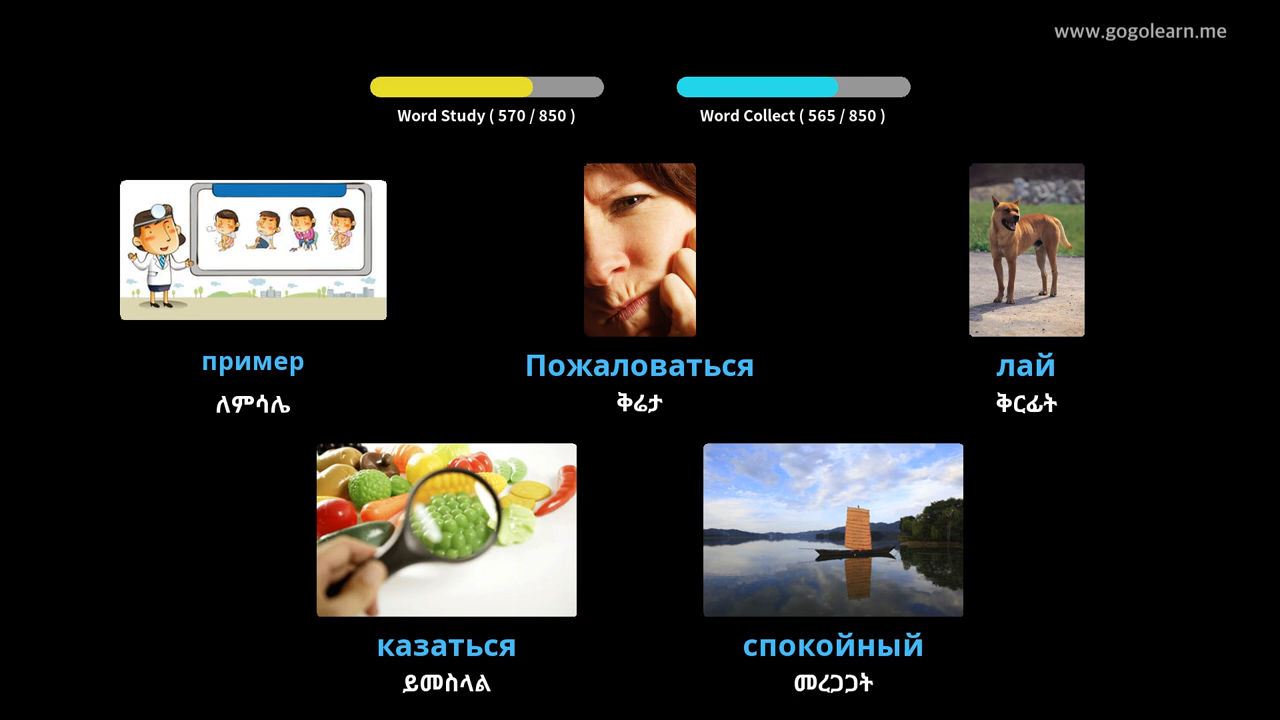 www.gogolearn.me
Word Study ( 570 / 850 )
Word Collect ( 565 / 850 )
пример
Пожаловаться
лай
ለምሳሌ
ቅሬታ
ቅርፊት
казаться
спокойный
ይመስላል
መረጋጋት